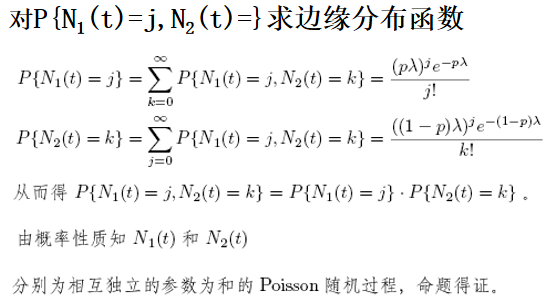 对P{N₁(t)=j,N₂(t)=}求边缘分布函数
P{N₁(t) = j} = ∑_{k=0}^{∞} P{N₁(t) = j, N₂(t) = k} = \frac{(pλ)^j e^{-pλ}}{j!}
P{N₂(t) = k} = ∑_{j=0}^{∞} P{N₁(t) = j, N₂(t) = k} = \frac{((1 − p)λ)^j e^{−(1−p)λ}}{k!}
从而得 P{N₁(t) = j, N₂(t) = k} = P{N₁(t) = j} · P{N₂(t) = k} 。
由概率性质知 N₁(t) 和 N₂(t)
分别为相互独立的参数为和的 Poisson 随机过程，命题得证。